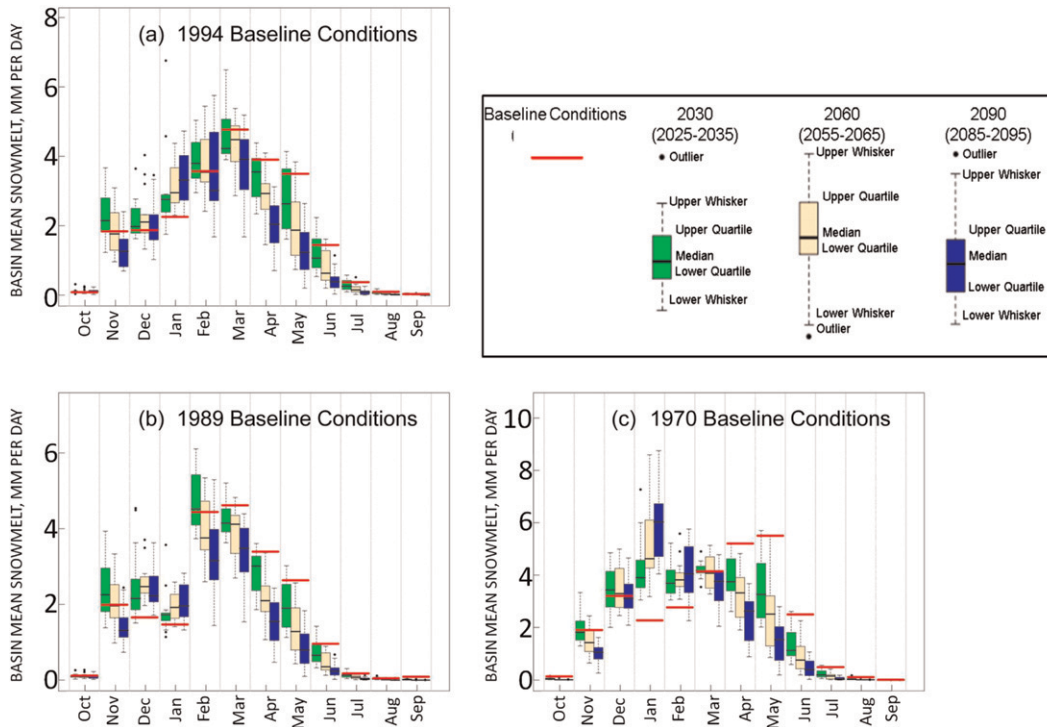 (a) 1994 Baseline Conditions
BASIN MEAN SNOWMELT, MM PER DAY
8
6
4
2
0
Oct
Nov
Dec
Jan
Feb
Mar
Apr
May
Jun
Jul
Aug
Sep
Baseline Conditions
2030
(2025-2035)
2060
(2055-2065)
2090
(2085-2095)
Outlier
Upper Whisker
Upper Quartile
Median
Lower Quartile
Lower Whisker
Upper Whisker
Upper Quartile
Median
Lower Quartile
Lower Whisker
Outlier
Outlier
Upper Whisker
Upper Quartile
Median
Lower Quartile
Lower Whisker
(b) 1989 Baseline Conditions
BASIN MEAN SNOWMELT, MM PER DAY
6
4
2
0
Oct
Nov
Dec
Jan
Feb
Mar
Apr
May
Jun
Jul
Aug
Sep
(c) 1970 Baseline Conditions
BASIN MEAN SNOWMELT, MM PER DAY
10
8
6
4
2
0
Oct
Nov
Dec
Jan
Feb
Mar
Apr
May
Jun
Jul
Aug
Sep